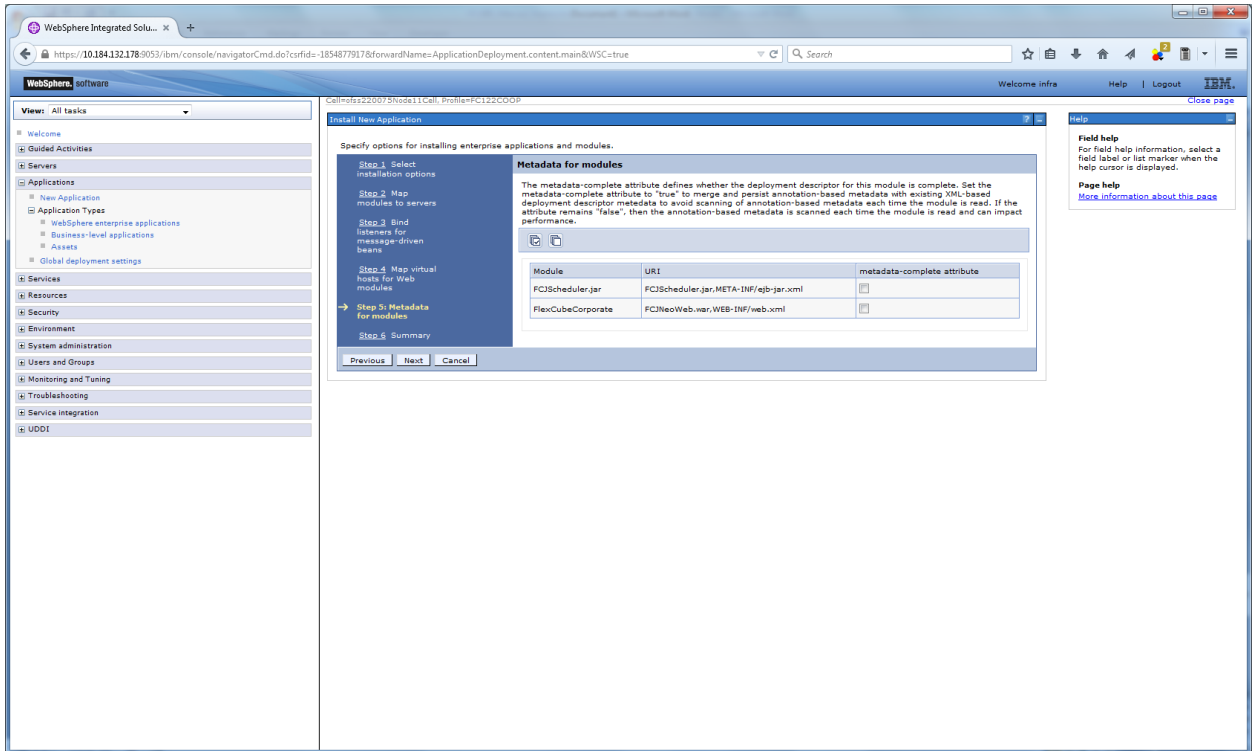 WebSphere Integrated Solu...
https://10.184.132.178:9053/ibm/console/navigatorCmd.do?csrfid=-1854877917&forwardName=ApplicationDeployment.content.main&WSC=true
Search
2
WebSphere. software
Welcome infra
Help | Logout
IBM.
View: All tasks
Welcome
Guided Activities
Servers
Applications
New Application
Application Types
WebSphere enterprise applications
Business-level applications
Assets
Global deployment settings
Services
Resources
Security
Environment
System administration
Users and Groups
Monitoring and Tuning
Troubleshooting
Service integration
UDDI
Cell=ofss220075Node11Cell, Profile=FC122COOP
Close page
Install New Application
Specify options for installing enterprise applications and modules.
Step 1 Select
installation options
Step 2 Map
modules to servers
Step 3 Bind
listeners for
message-driven
beans
Step 4 Map virtual
hosts for Web
modules
Step 5: Metadata
for modules
Step 6 Summary
Metadata for modules
The metadata-complete attribute defines whether the deployment descriptor for this module is complete. Set the
metadata-complete attribute to "true" to merge and persist annotation-based metadata with existing XML-based
deployment descriptor metedata to avoid scanning of annotation-based metadata each time the module is read. If the
attribute remains "false", then the annotation-based metadata is scanned each time the module is read and can impact
performance.
Module URI metadata-complete attribute
FCJScheduler.jar FCJScheduler.jar,META-INF/ejb-jar.xml
FlexCubeCorporate FCJNeoWeb.war,WEB-INF/web.xml
Previous Next Cancel
Help
Field help
For field help information, select a
field label or list marker when the
help cursor is displayed.
Page help
More information about this page